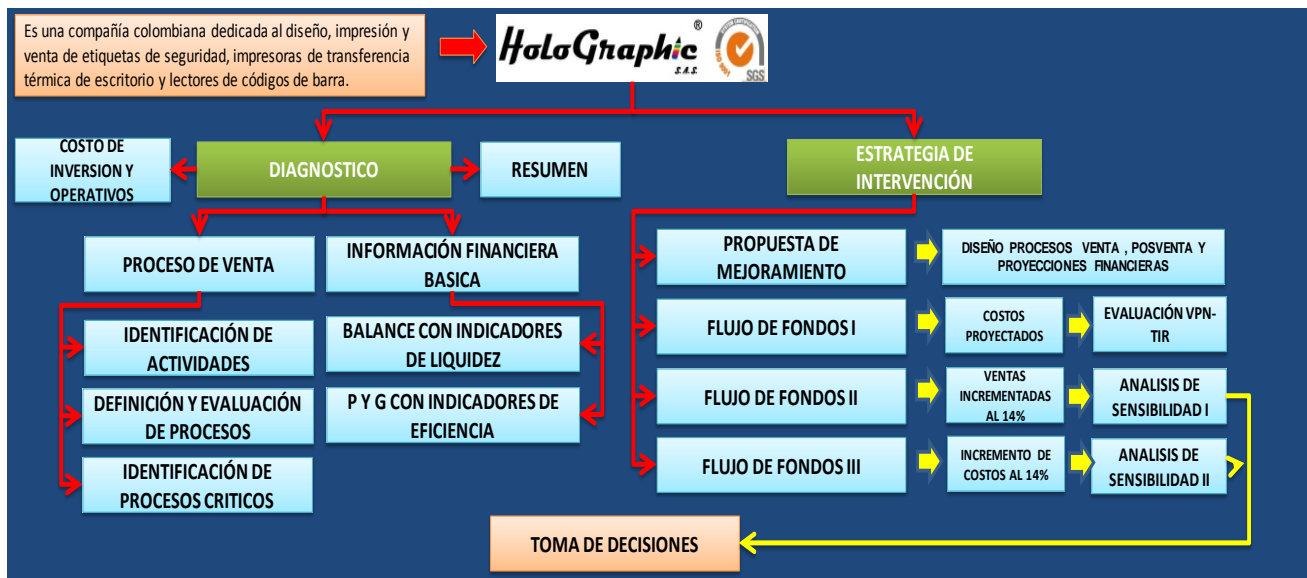 Es una compañía colombiana dedicada al diseño, impresión y
venta de etiquetas de seguridad, impresoras de transferencia
térmica de escritorio y lectores de códigos de barra.
HoloGraphic®
S.A.S.
ISO 9001
SGS
COSTO DE
INVERSION Y
OPERATIVOS
DIAGNOSTICO
RESUMEN
ESTRATEGIA DE
INTERVENCIÓN
PROCESO DE VENTA
INFORMACIÓN FINANCIERA
BASICA
IDENTIFICACIÓN DE
ACTIVIDADES
DEFINICIÓN Y EVALUACIÓN
DE PROCESOS
IDENTIFICACIÓN DE
PROCESOS CRITICOS
BALANCE CON INDICADORES
DE LIQUIDEZ
P Y G CON INDICADORES DE
EFICIENCIA
PROPUESTA DE
MEJORAMIENTO
DISEÑO PROCESOS VENTA , POSVENTA Y
PROYECCIONES FINANCIERAS
FLUJO DE FONDOS I
COSTOS
PROYECTADOS
EVALUACIÓN VPN-
TIR
FLUJO DE FONDOS II
VENTAS
INCREMENTADAS
AL 14%
ANALISIS DE
SENSIBILIDAD I
FLUJO DE FONDOS III
INCREMENTO DE
COSTOS AL 14%
ANALISIS DE
SENSIBILIDAD II
TOMA DE DECISIONES